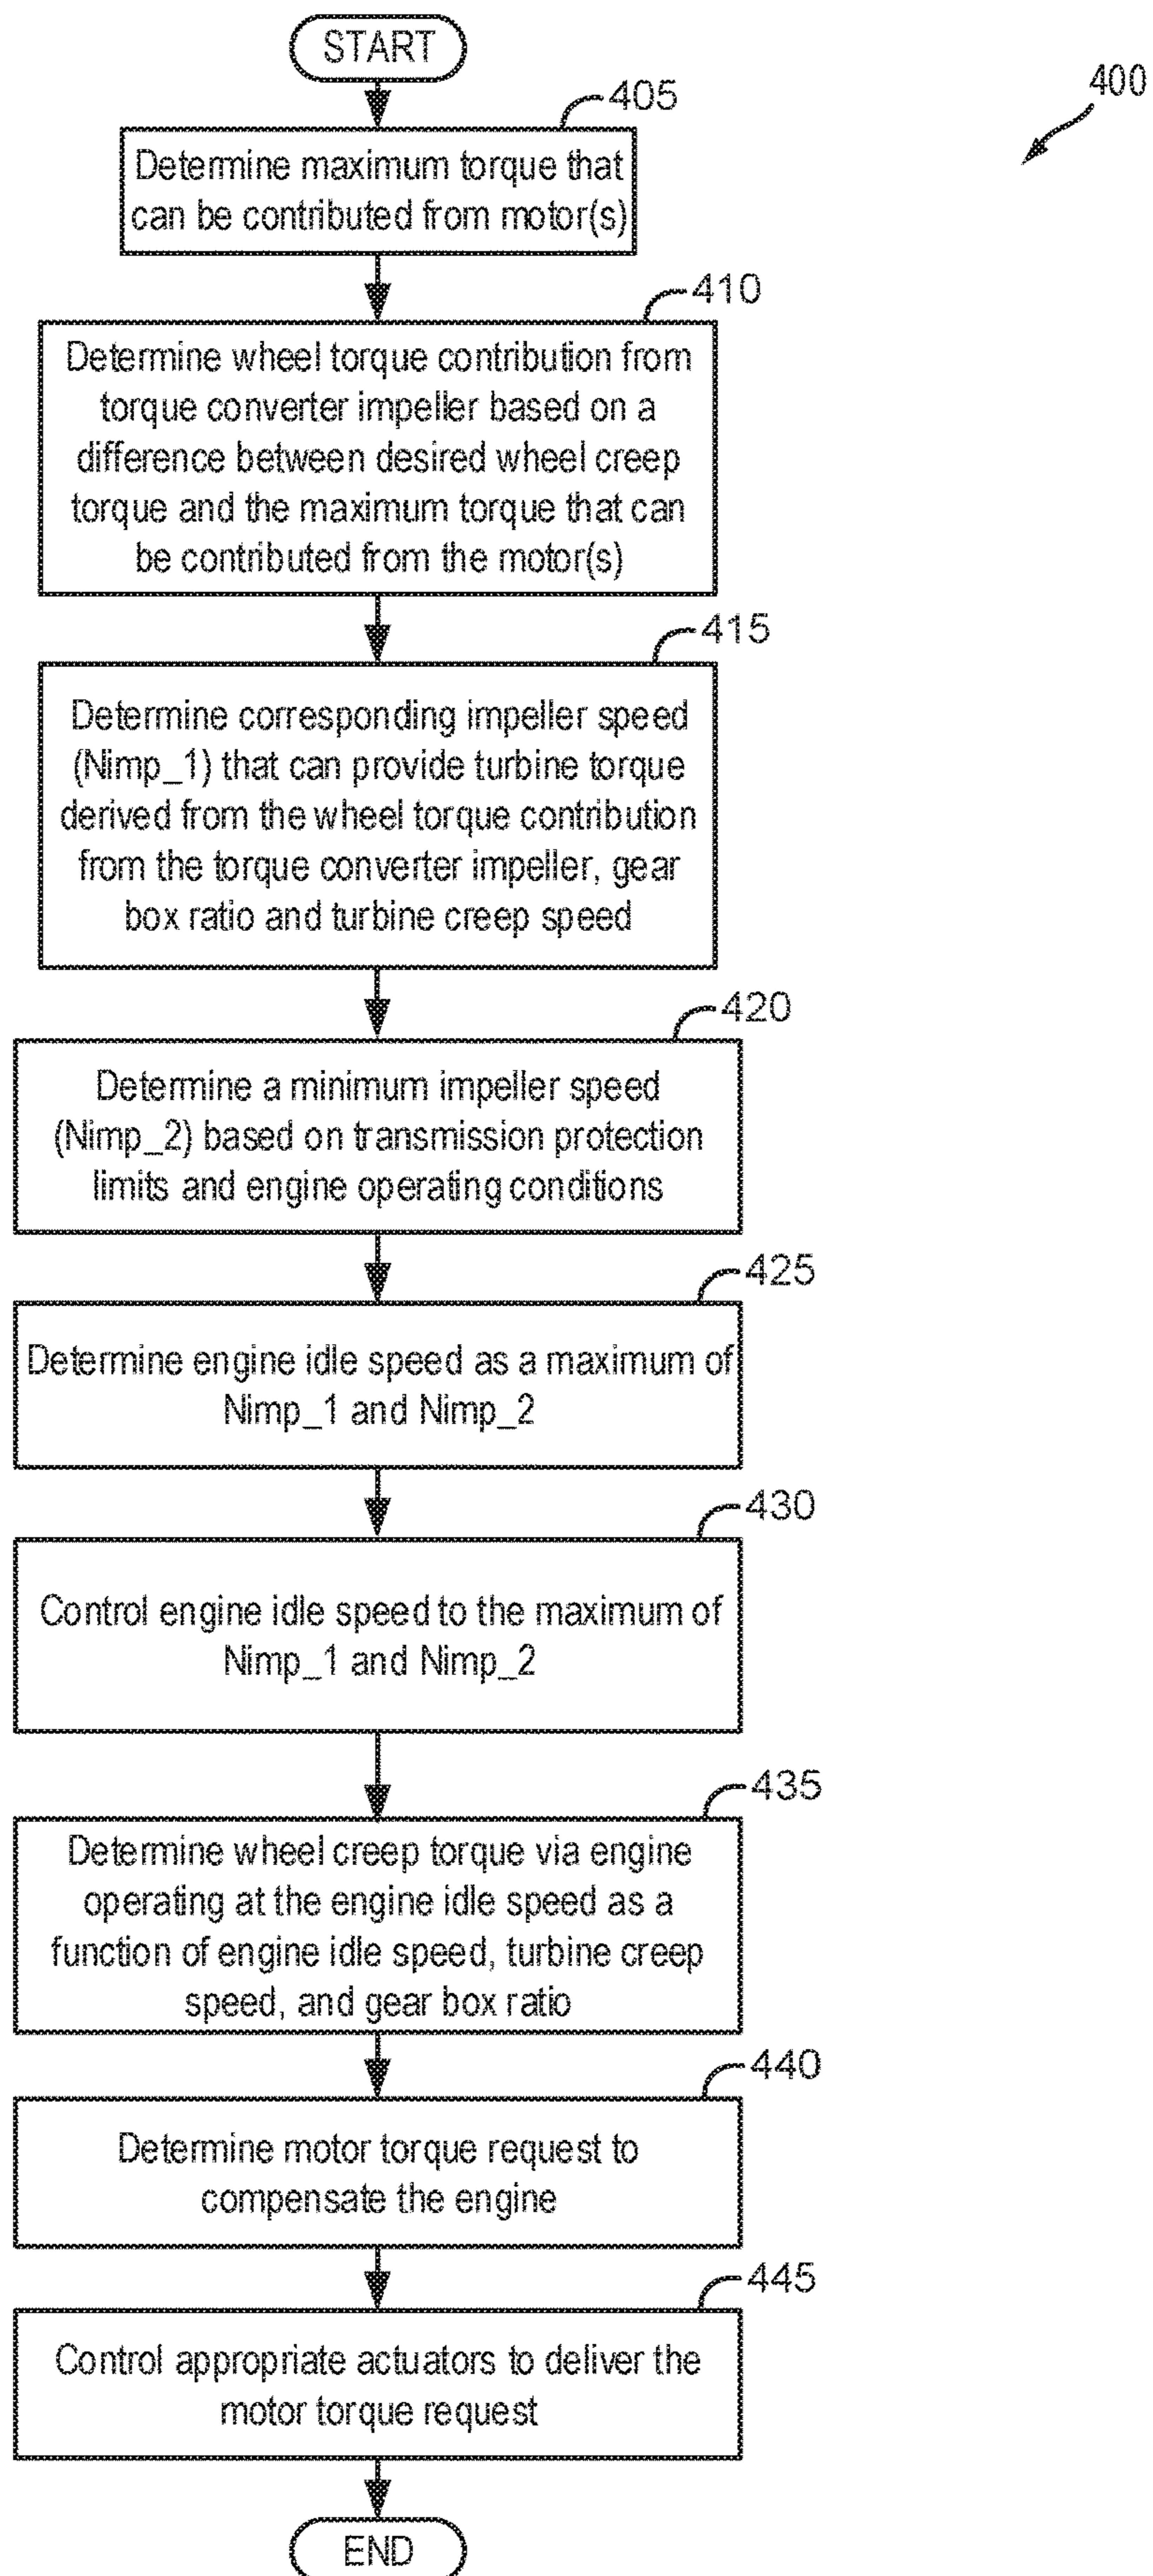 START
400
405
Determine maximum torque that
can be contributed from motor(s)
410
Determine wheel torque contribution from
torque converter impeller based on a
difference between desired wheel creep
torque and the maximum torque that can
be contributed from the motor(s)
415
Determine corresponding impeller speed
(Nimp_1) that can provide turbine torque
derived from the wheel torque contribution
from the torque converter impeller, gear
box ratio and turbine creep speed
420
Determine a minimum impeller speed
(Nimp_2) based on transmission protection
limits and engine operating conditions
425
Determine engine idle speed as a maximum of
Nimp_1 and Nimp_2
430
Control engine idle speed to the maximum of
Nimp_1 and Nimp_2
435
Determine wheel creep torque via engine
operating at the engine idle speed as a
function of engine idle speed, turbine creep
speed, and gear box ratio
440
Determine motor torque request to
compensate the engine
445
Control appropriate actuators to deliver the
motor torque request
END